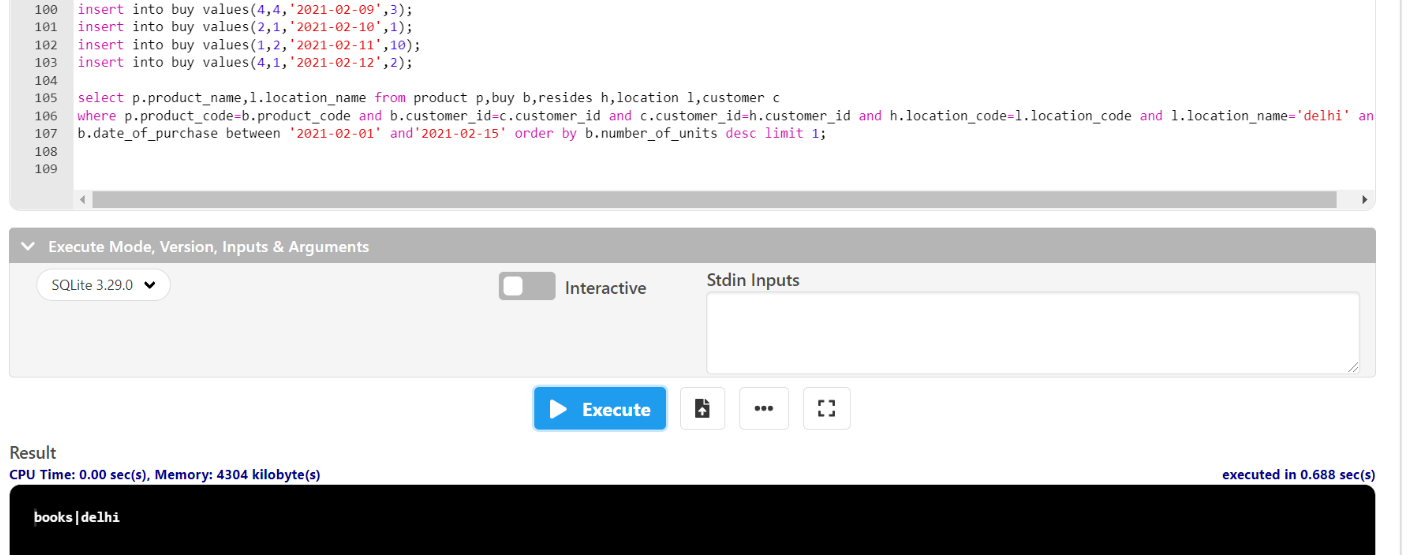 100 insert into buy values(4,4,'2021-02-09',3);
101 insert into buy values(2,1,'2021-02-10',1);
102 insert into buy values(1,2,'2021-02-11',10);
103 insert into buy values(4,1,'2021-02-12',2);
104
105 select p.product_name,l.location_name from product p,buy b,resides h,location l,customer c
106 where p.product_code=b.product_code and b.customer_id=c.customer_id and c.customer_id=h.customer_id and h.location_code=l.location_code and l.location_name='delhi' an
107 b.date_of_purchase between '2021-02-01' and'2021-02-15' order by b.number_of_units desc limit 1;
108
109
Execute Mode, Version, Inputs & Arguments
SQLite 3.29.0
Interactive
Stdin Inputs
Execute
Result
CPU Time: 0.00 sec(s), Memory: 4304 kilobyte(s)
executed in 0.688 sec(s)
books|delhi